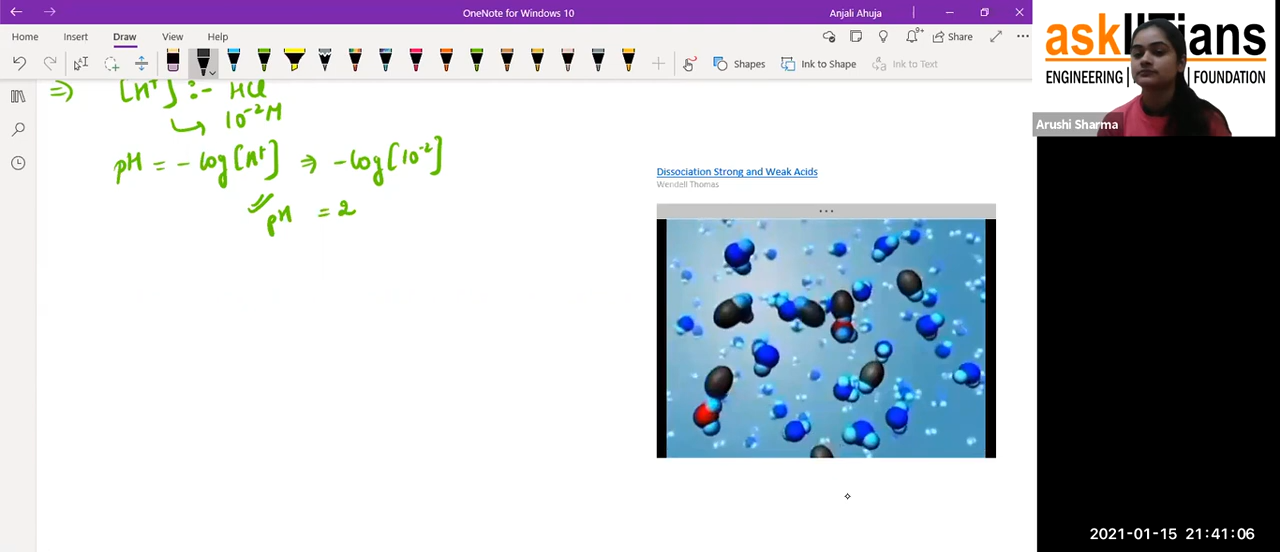 OneNote for Windows 10
Anjali Ahuja
Home Insert Draw View Help
Share
Shapes
Ink to Shape
Ink to Text
⇒ [H⁺] :- HCl
↳ 10⁻² M
pH = - log [H⁺] ⇒ - log [10⁻²]
pH = 2
Dissociation Strong and Weak Acids
Wendell Thomas
askIITians
ENGINEERING | | FOUNDATION
Arushi Sharma
2021-01-15 21:41:06